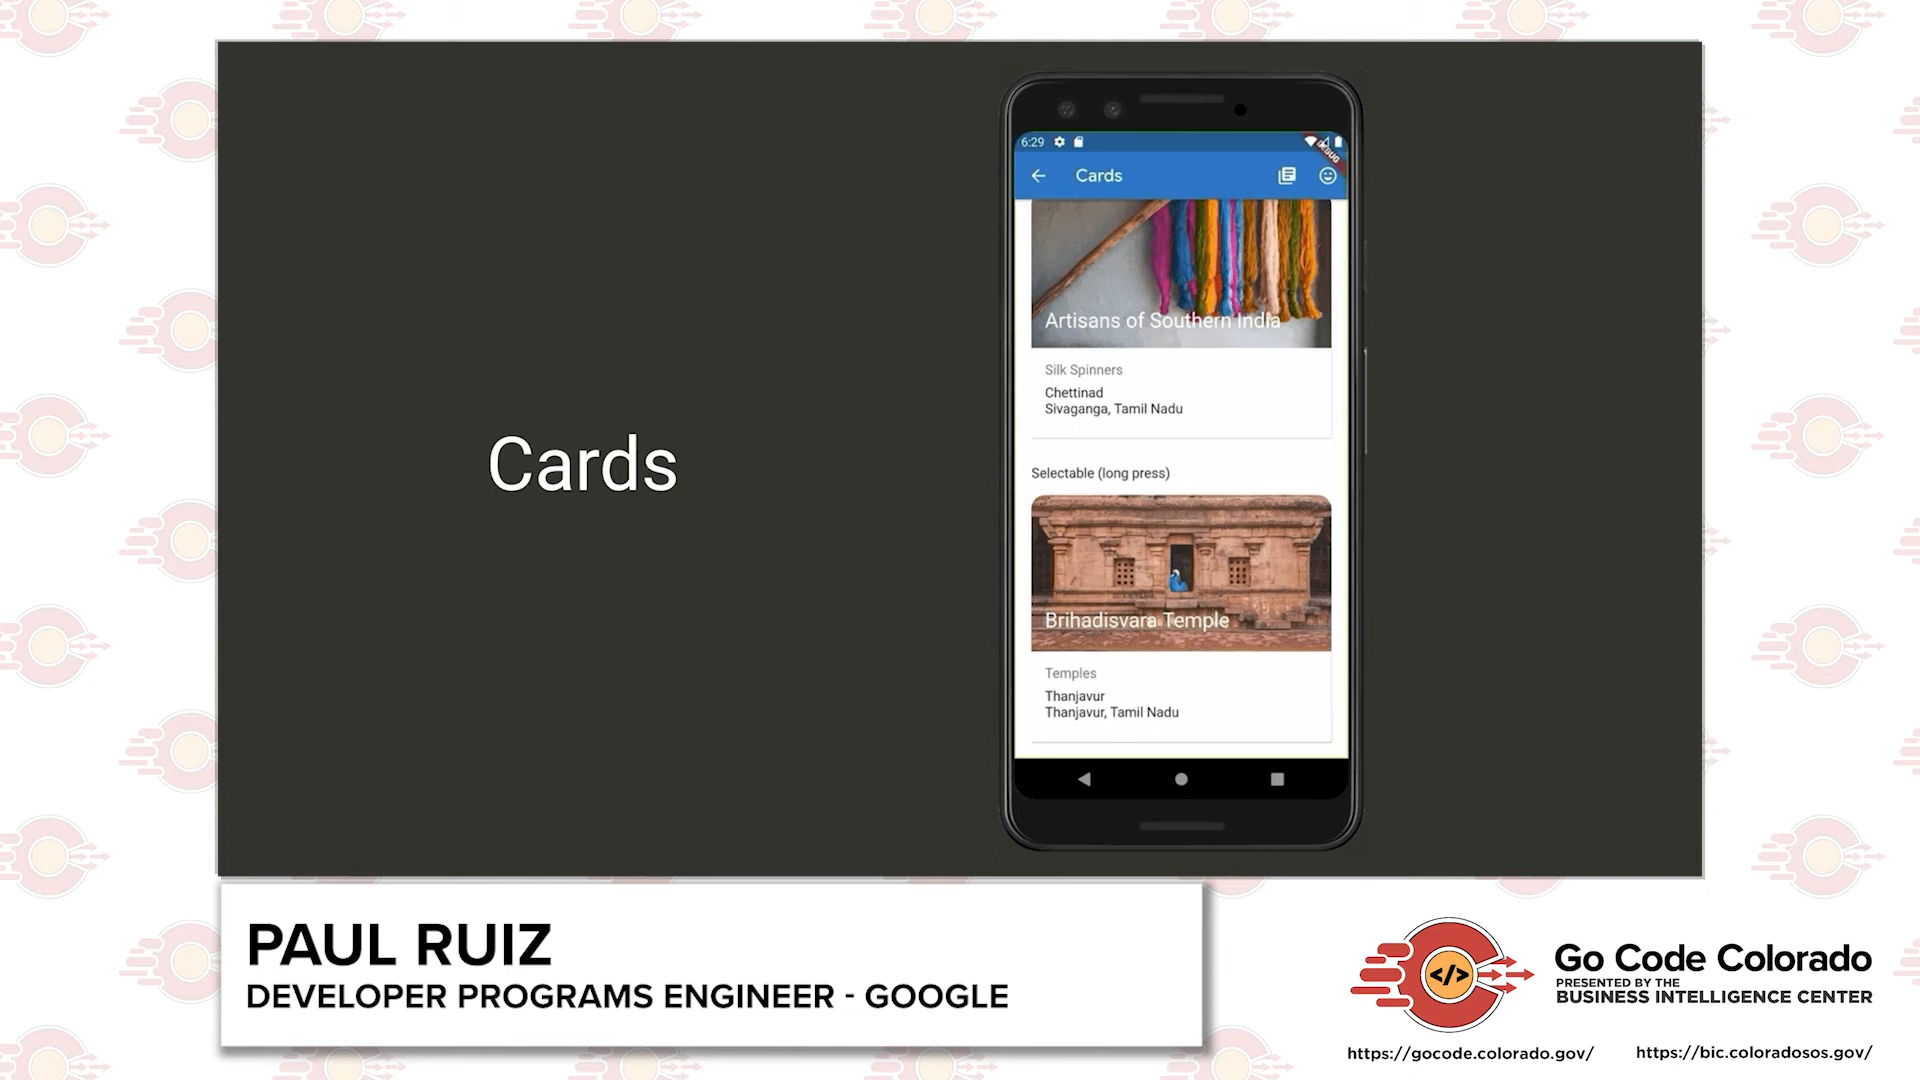 Cards
6:29
DEBUG
Cards
Artisans of Southern India
Silk Spinners
Chettinad
Sivaganga, Tamil Nadu
Selectable (long press)
Brihadisvara Temple
Temples
Thanjavur
Thanjavur, Tamil Nadu
PAUL RUIZ
DEVELOPER PROGRAMS ENGINEER - GOOGLE
</>
Go Code Colorado
PRESENTED BY THE
BUSINESS INTELLIGENCE CENTER
https://gocode.colorado.gov/
https://bic.coloradosos.gov/